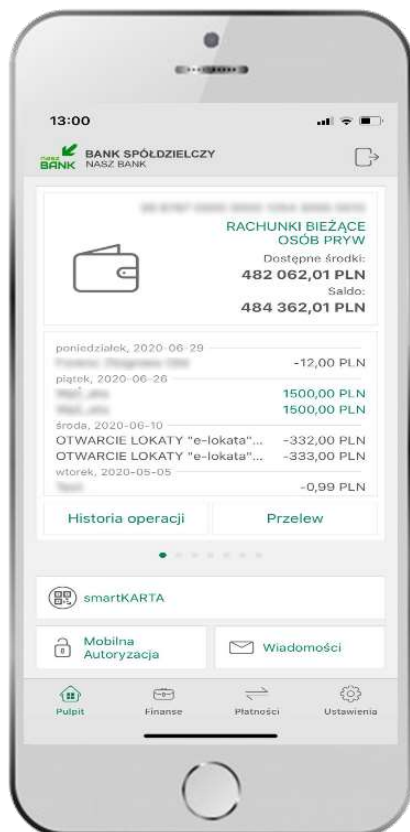 13:00
nasz
BANK
BANK SPÓŁDZIELCZY
NASZ BANK
RACHUNKI BIEŻĄCE
OSÓB PRYW
Dostępne środki:
482 062,01 PLN
Saldo:
484 362,01 PLN
poniedziałek, 2020-06-29
-12,00 PLN
piątek, 2020-06-26
1500,00 PLN
1500,00 PLN
środa, 2020-06-10
OTWARCIE LOKATY "e-lokata"... -332,00 PLN
OTWARCIE LOKATY "e-lokata"... -333,00 PLN
wtorek, 2020-05-05
-0,99 PLN
Historia operacji Przelew
smartKARTA
Mobilna
Autoryzacja
Wiadomości
Pulpit Finanse Płatności Ustawienia